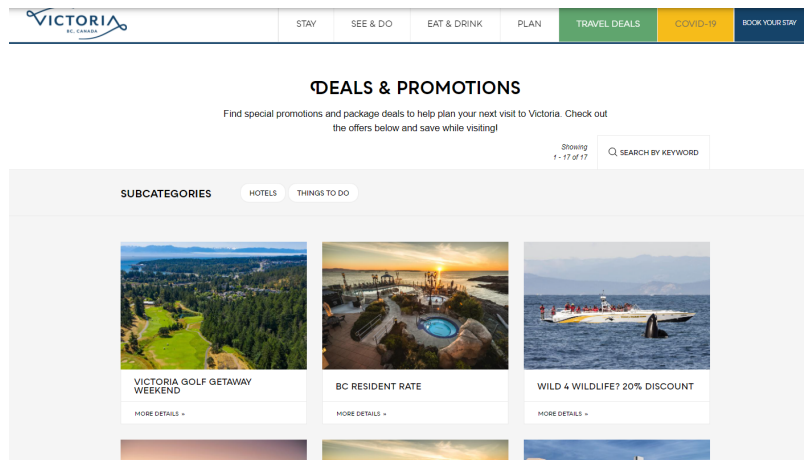 VICTORIA
BC, CANADA
STAY
SEE & DO
EAT & DRINK
PLAN
TRAVEL DEALS
COVID-19
BOOK YOUR STAY
DEALS & PROMOTIONS
Find special promotions and package deals to help plan your next visit to Victoria. Check out
the offers below and save while visiting!
Showing
1 - 17 of 17
SEARCH BY KEYWORD
SUBCATEGORIES
HOTELS
THINGS TO DO
VICTORIA GOLF GETAWAY
WEEKEND
MORE DETAILS »
BC RESIDENT RATE
MORE DETAILS »
WILD 4 WILDLIFE? 20% DISCOUNT
MORE DETAILS »